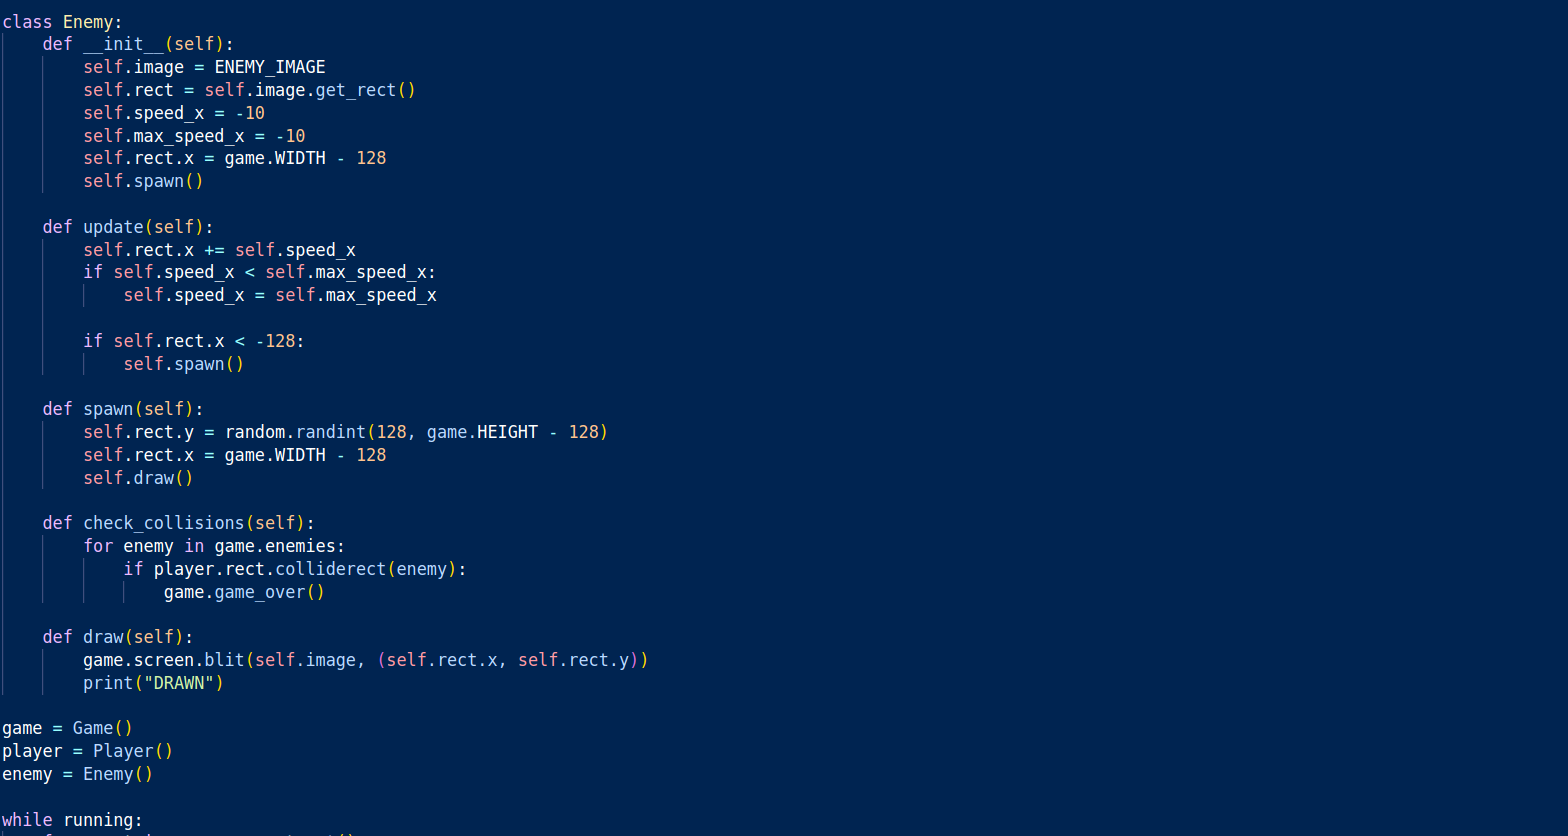 class Enemy:
    def __init__(self):
        self.image = ENEMY_IMAGE
        self.rect = self.image.get_rect()
        self.speed_x = -10
        self.max_speed_x = -10
        self.rect.x = game.WIDTH - 128
        self.spawn()

    def update(self):
        self.rect.x += self.speed_x
        if self.speed_x < self.max_speed_x:
            self.speed_x = self.max_speed_x

        if self.rect.x < -128:
            self.spawn()

    def spawn(self):
        self.rect.y = random.randint(128, game.HEIGHT - 128)
        self.rect.x = game.WIDTH - 128
        self.draw()

    def check_collisions(self):
        for enemy in game.enemies:
            if player.rect.colliderect(enemy):
                game.game_over()

    def draw(self):
        game.screen.blit(self.image, (self.rect.x, self.rect.y))
        print("DRAWN")

game = Game()
player = Player()
enemy = Enemy()

while running: